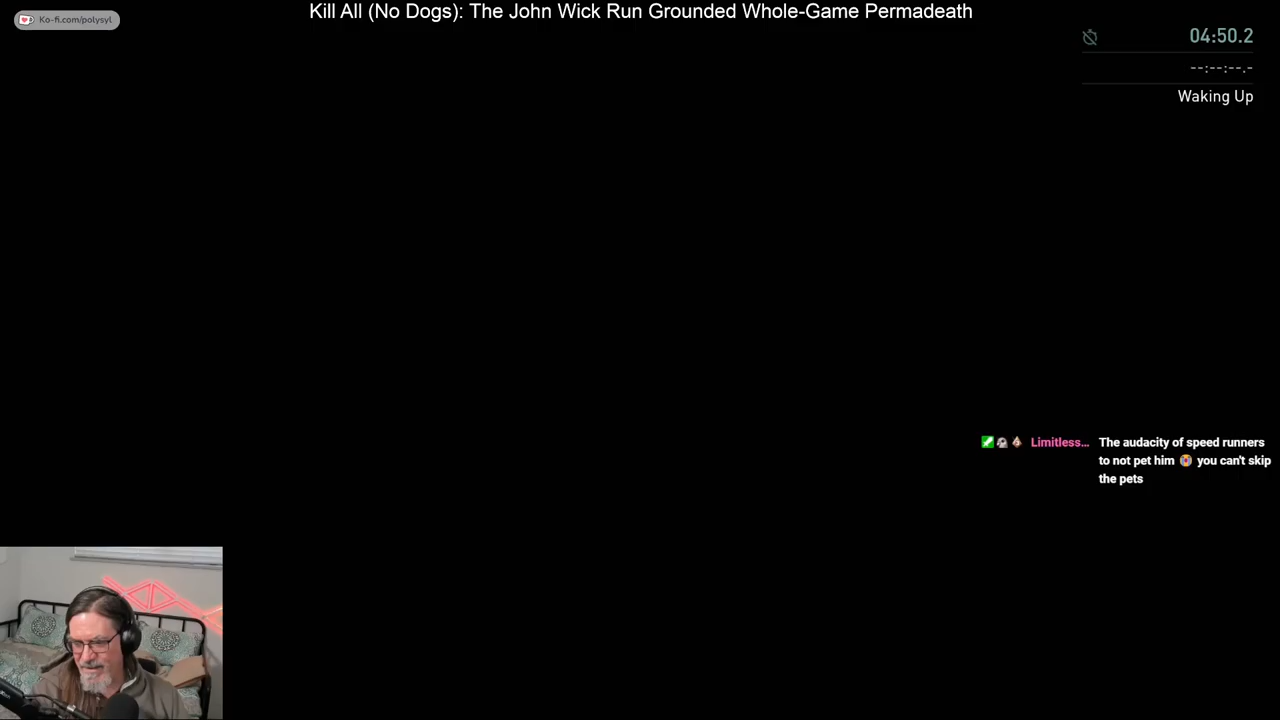 Ko-fi.com/polysyl
Kill All (No Dogs): The John Wick Run Grounded Whole-Game Permadeath
04:50.2
--:--:--.-
Waking Up
Limitless… The audacity of speed runners
to not pet him you can't skip
the pets